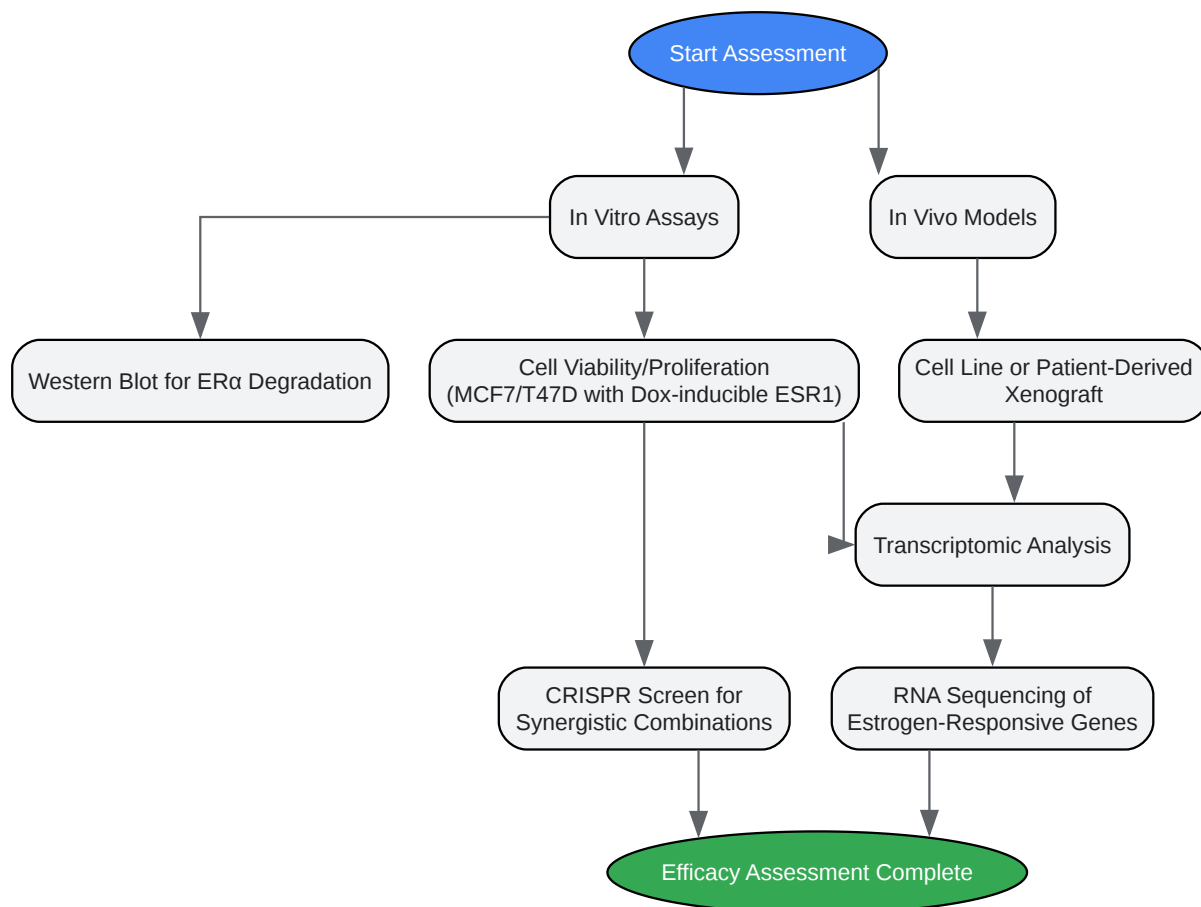 Start Assessment
In Vitro Assays
In Vivo Models
Western Blot for ERα Degradation
Cell Viability/Proliferation
(MCF7/T47D with Dox-inducible ESR1)
Cell Line or Patient-Derived
Xenograft
Transcriptomic Analysis
CRISPR Screen for
Synergistic Combinations
RNA Sequencing of
Estrogen-Responsive Genes
Efficacy Assessment Complete